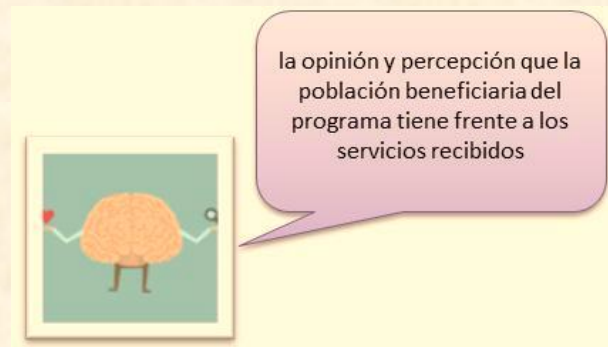 la opinión y percepción que la
población beneficiaria del
programa tiene frente a los
servicios recibidos